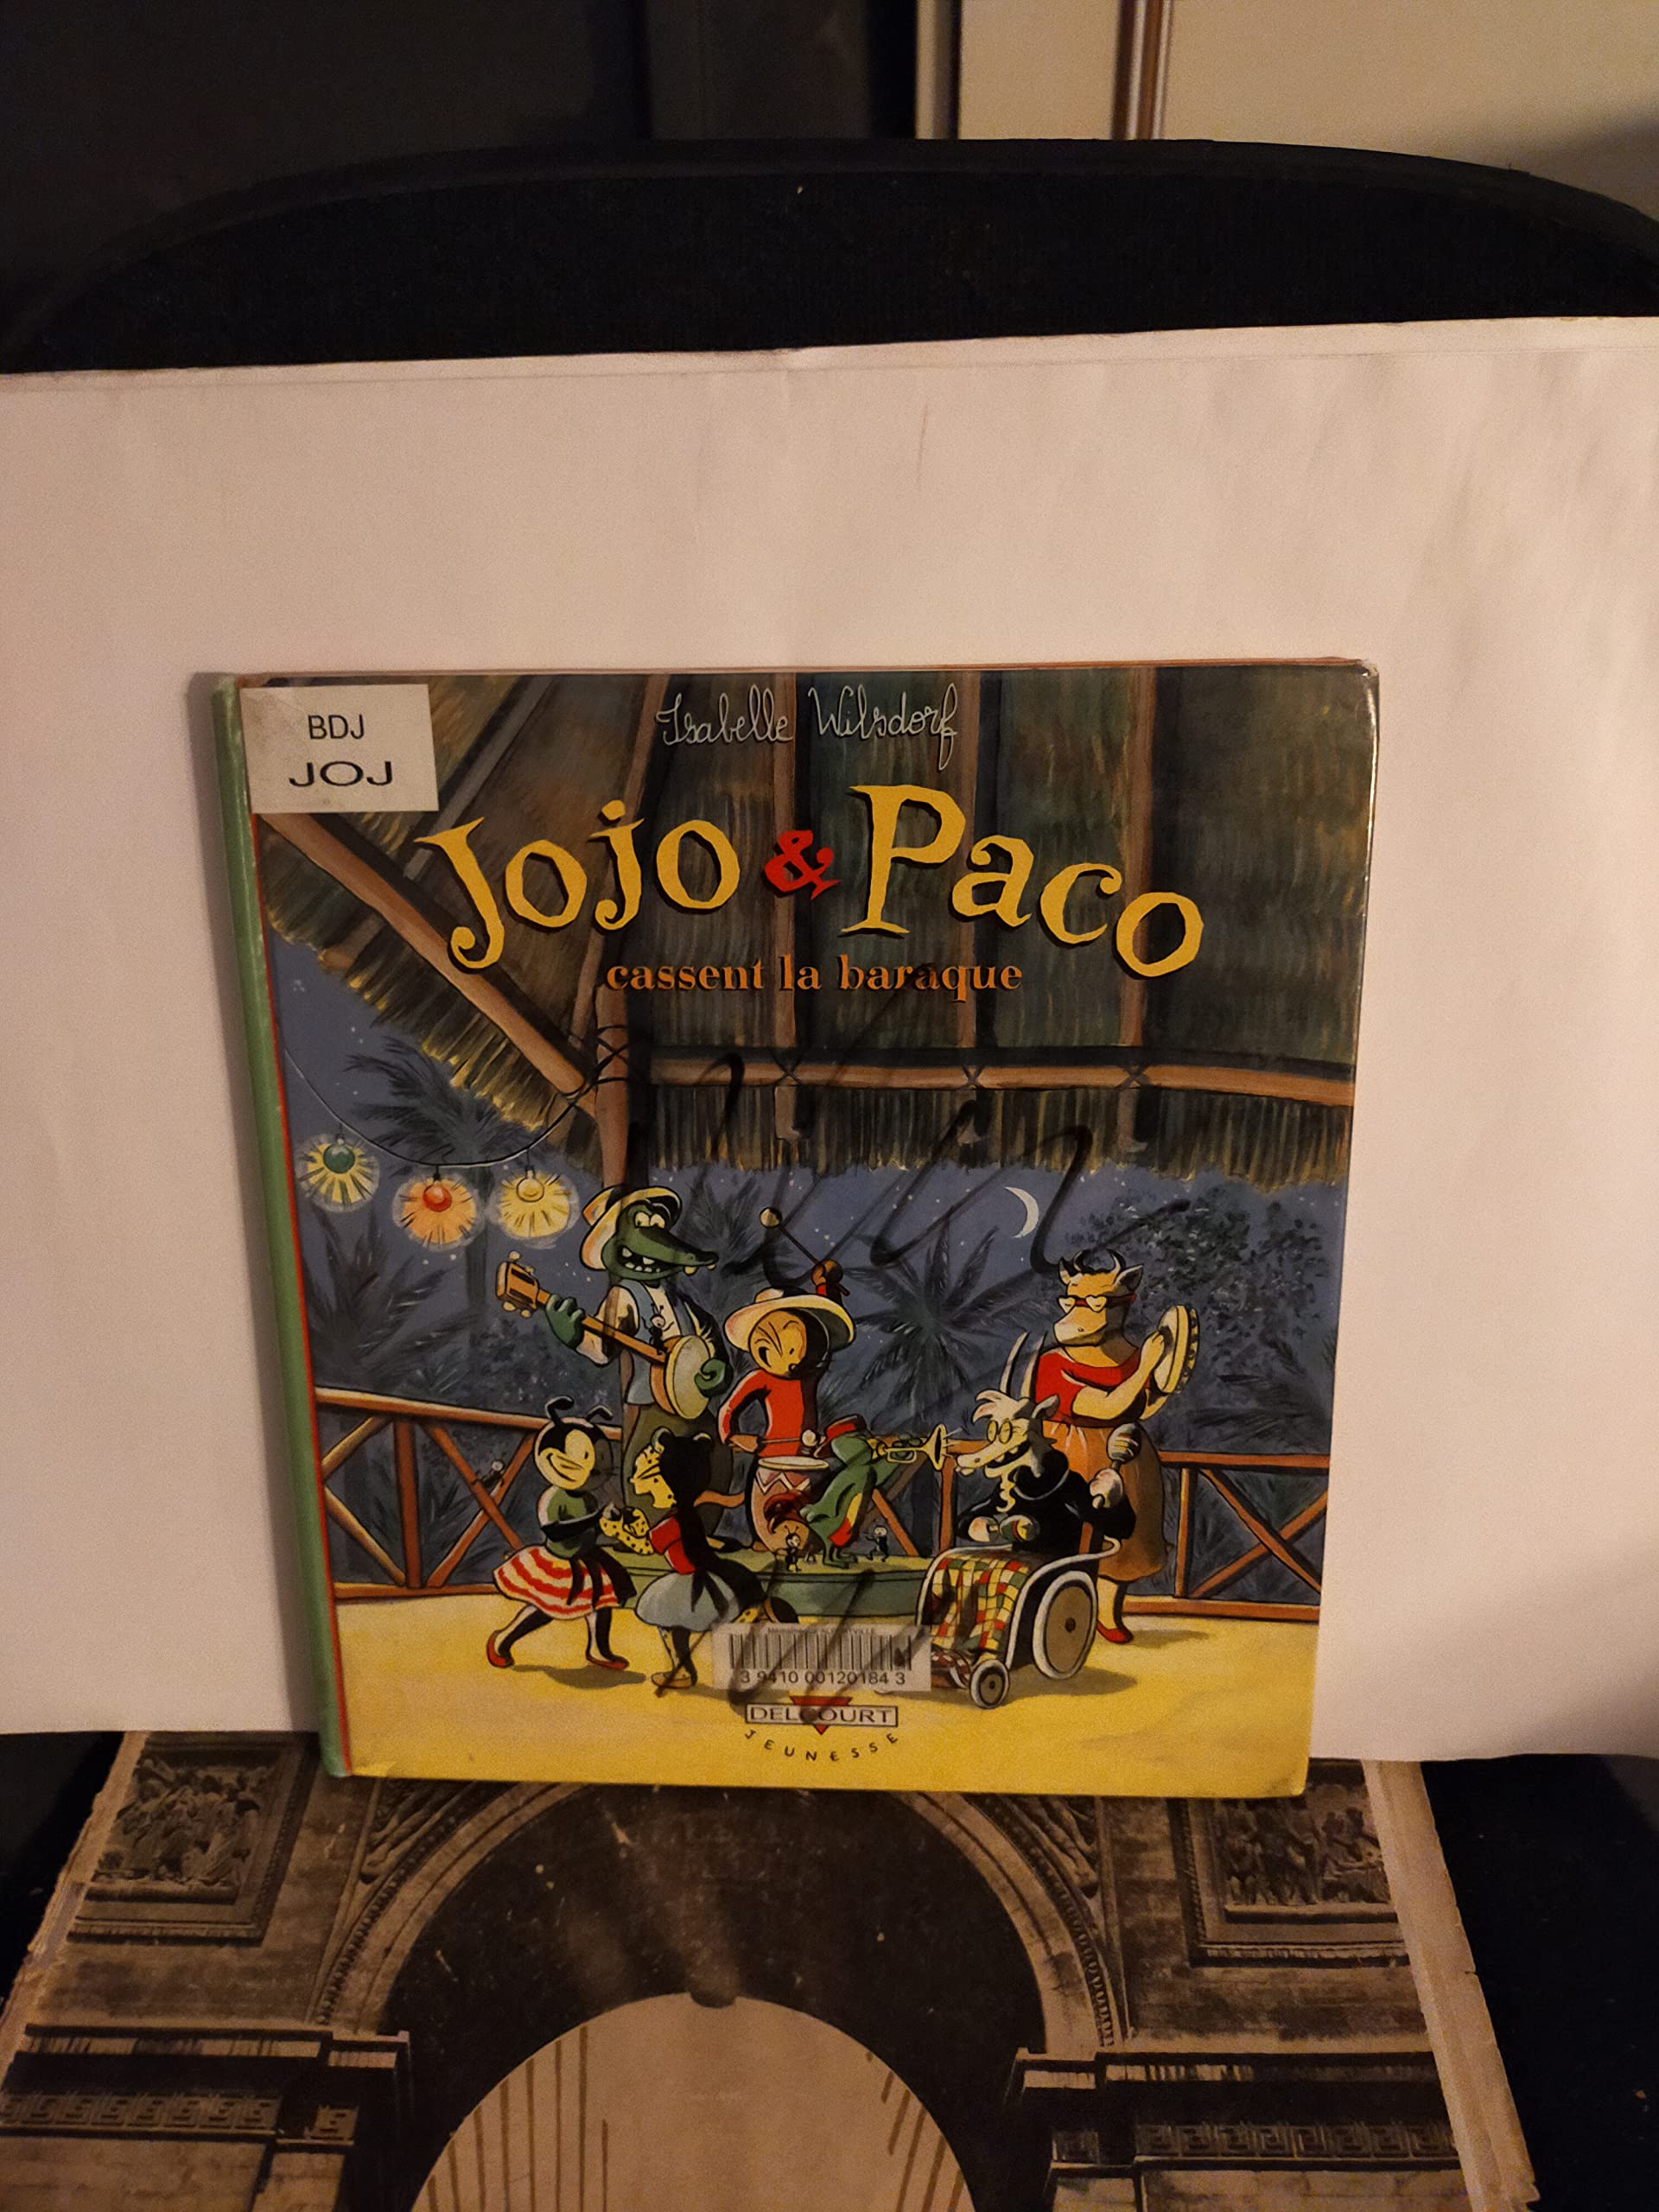 BDJ
JOJ
Isabelle Wilsdorf
Jojo & Paco
cassent la baraque
3 9410 00120184 3
DELCOURT
JEUNESSE